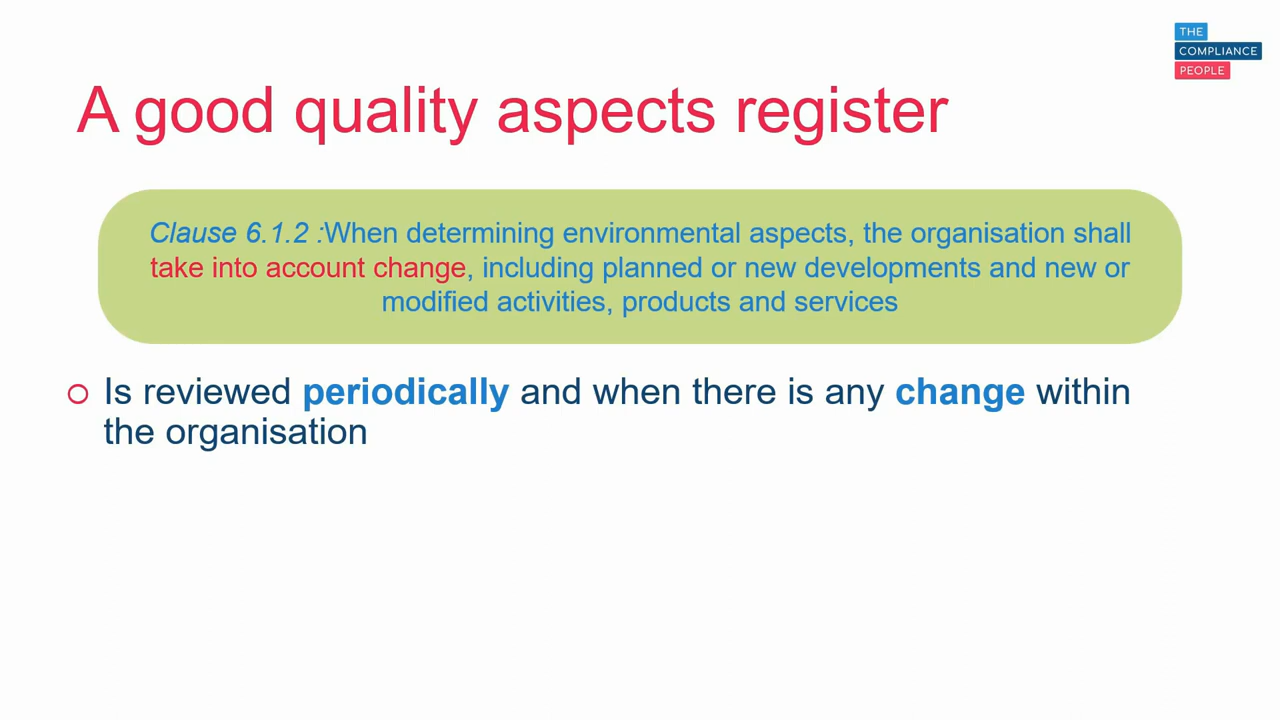 THE
COMPLIANCE
PEOPLE
A good quality aspects register
Clause 6.1.2 :When determining environmental aspects, the organisation shall
take into account change, including planned or new developments and new or
modified activities, products and services
Is reviewed periodically and when there is any change within
the organisation